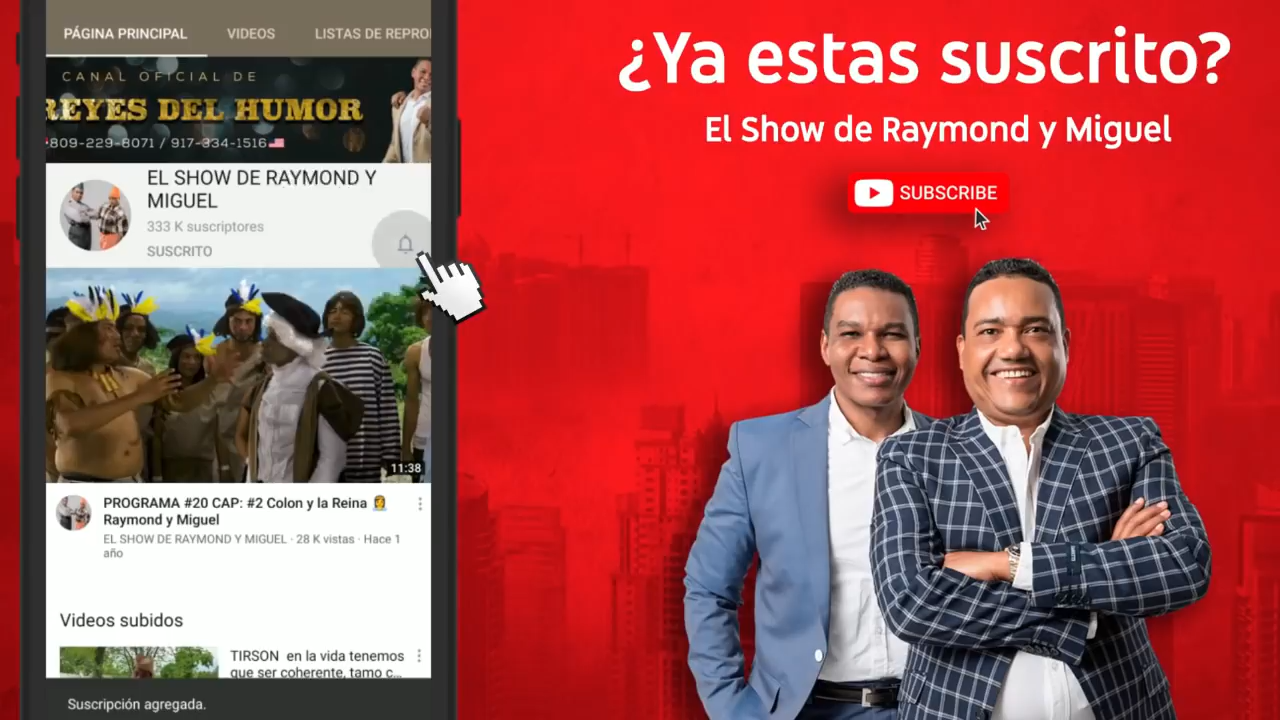 PÁGINA PRINCIPAL VIDEOS LISTAS DE REPRO
CANAL OFICIAL DE
REYES DEL HUMOR
809-229-8071 / 917-334-1516
EL SHOW DE RAYMOND Y
MIGUEL
333 K suscriptores
SUSCRITO
11:38
PROGRAMA #20 CAP: #2 Colon y la Reina
Raymond y Miguel
EL SHOW DE RAYMOND Y MIGUEL · 28 K vistas · Hace 1
año
Videos subidos
TIRSON en la vida tenemos
que ser coherente, tamo c...
Suscripción agregada.
¿Ya estas suscrito?
El Show de Raymond y Miguel
SUBSCRIBE